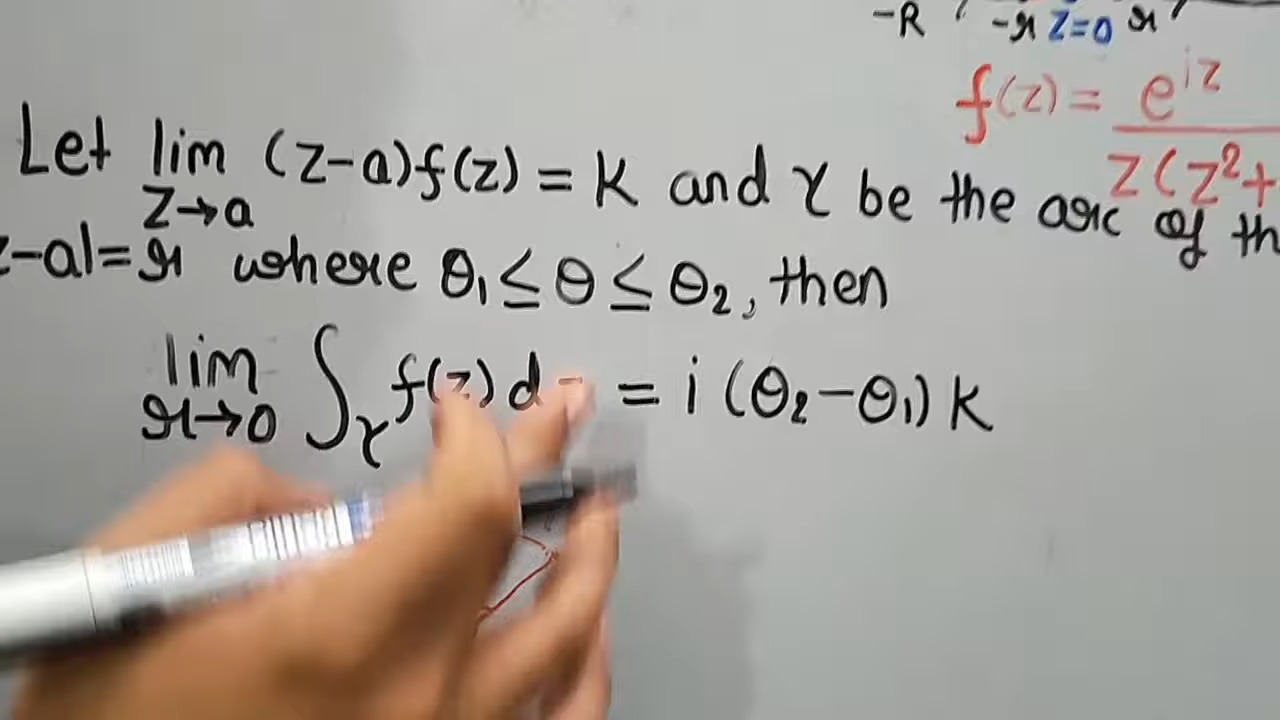 -R -r z=0 r
f(z) = e^{iz}
z(z²+
Let lim (z-a)f(z) = K and γ be the arc of th
z→a
z-a|=r where θ₁≤θ≤θ₂, then
lim ∫_γ f(z)d = i(θ₂-θ₁)K
r→0